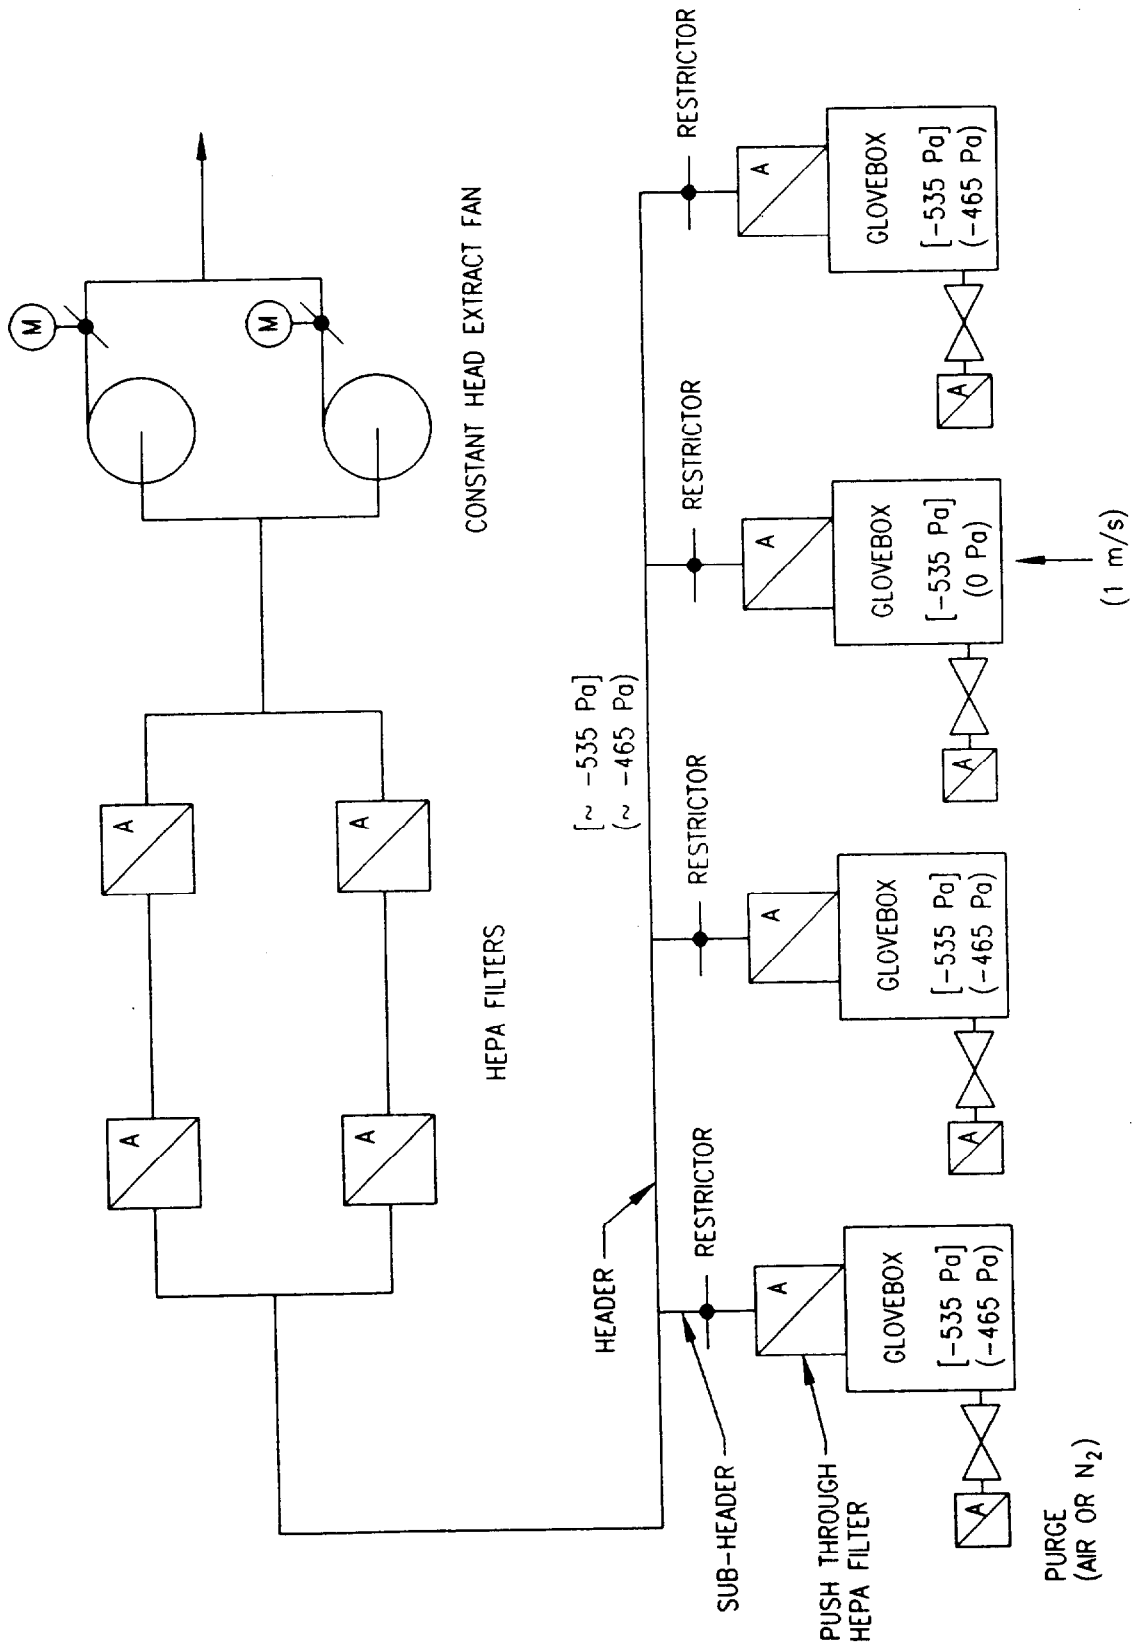 M
M
CONSTANT HEAD EXTRACT FAN
A
A
A
A
HEPA FILTERS
[~ -535 Pa]
(~ -465 Pa)
HEADER
SUB-HEADER
RESTRICTOR
RESTRICTOR
RESTRICTOR
RESTRICTOR
PUSH THROUGH
HEPA FILTER
A
A
A
A
GLOVEBOX
[-535 Pa]
(-465 Pa)
GLOVEBOX
[-535 Pa]
(-465 Pa)
GLOVEBOX
[-535 Pa]
(0 Pa)
GLOVEBOX
[-535 Pa]
(-465 Pa)
A
A
A
A
PURGE
(AIR OR N₂)
(1 m/s)